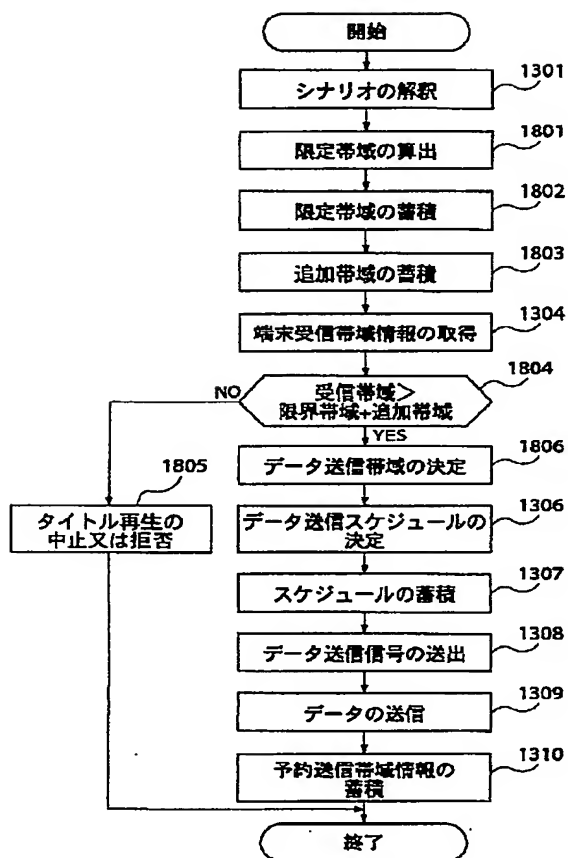 開始
シナリオの解釈
1301
限定帯域の算出
1801
限定帯域の蓄積
1802
追加帯域の蓄積
1803
端末受信帯域情報の取得
1304
受信帯域>
限界帯域+追加帯域
1804
NO
YES
データ送信帯域の決定
1806
タイトル再生の
中止又は拒否
1805
データ送信スケジュールの
決定
1306
スケジュールの蓄積
1307
データ送信信号の送出
1308
データの送信
1309
予約送信帯域情報の
蓄積
1310
終了